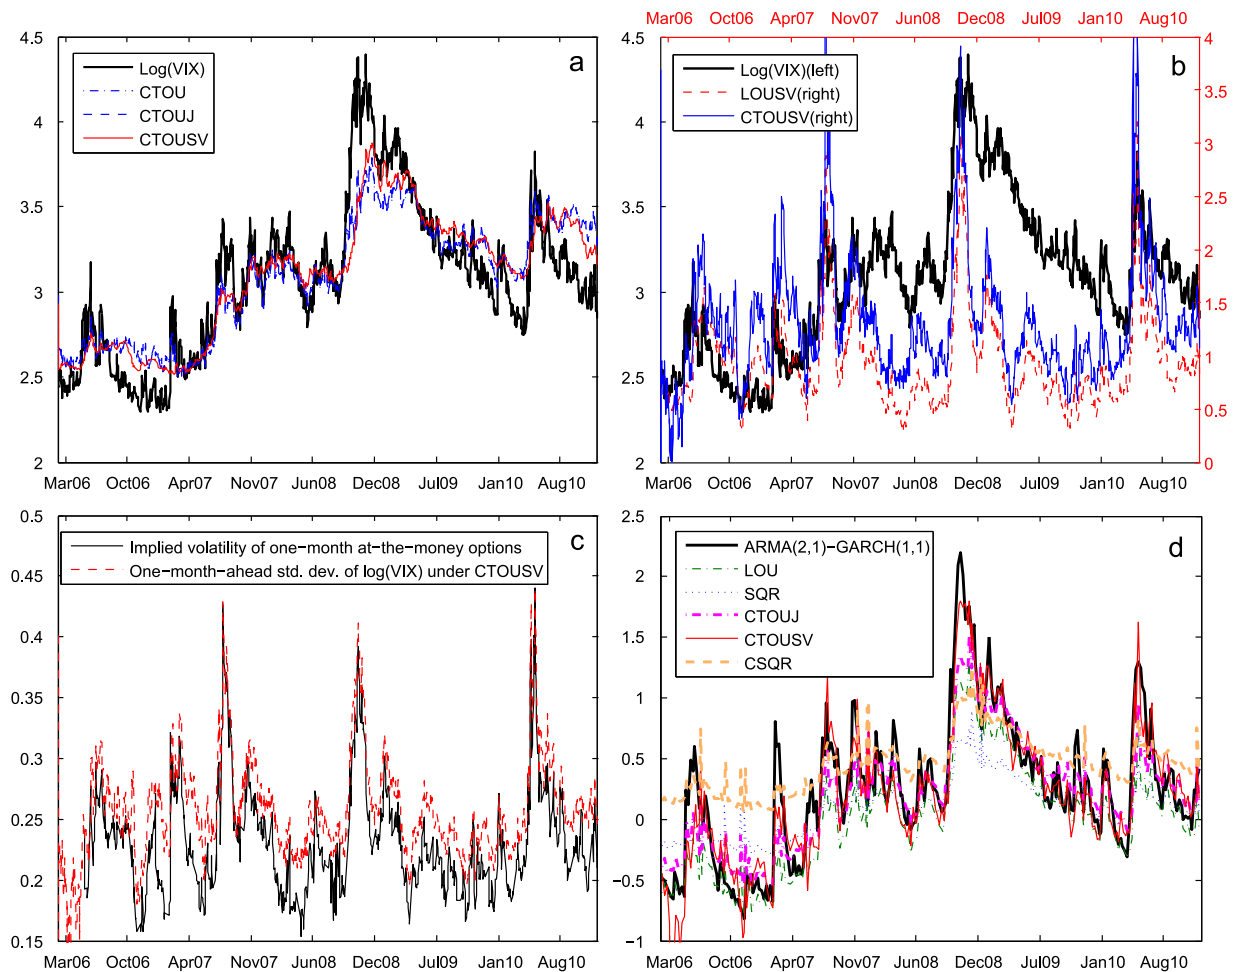 Mar06 Oct06 Apr07 Nov07 Jun08 Dec08 Jul09 Jan10 Aug10
4.5
4
3.5
3
2.5
2
a
Log(VIX)
CTOU
CTOUJ
CTOUSV
Mar06 Oct06 Apr07 Nov07 Jun08 Dec08 Jul09 Jan10 Aug10
4.5
4
3.5
3
2.5
2
b
Log(VIX)(left)
LOUSV(right)
CTOUSV(right)
4
3.5
3
2.5
2
1.5
1
0.5
0
Mar06 Oct06 Apr07 Nov07 Jun08 Dec08 Jul09 Jan10 Aug10
0.5
0.45
0.4
0.35
0.3
0.25
0.2
0.15
c
Implied volatility of one−month at−the−money options
One−month−ahead std. dev. of log(VIX) under CTOUSV
Mar06 Oct06 Apr07 Nov07 Jun08 Dec08 Jul09 Jan10 Aug10
2.5
2
1.5
1
0.5
0
−0.5
−1
d
ARMA(2,1)−GARCH(1,1)
LOU
SQR
CTOUJ
CTOUSV
CSQR
Mar06 Oct06 Apr07 Nov07 Jun08 Dec08 Jul09 Jan10 Aug10